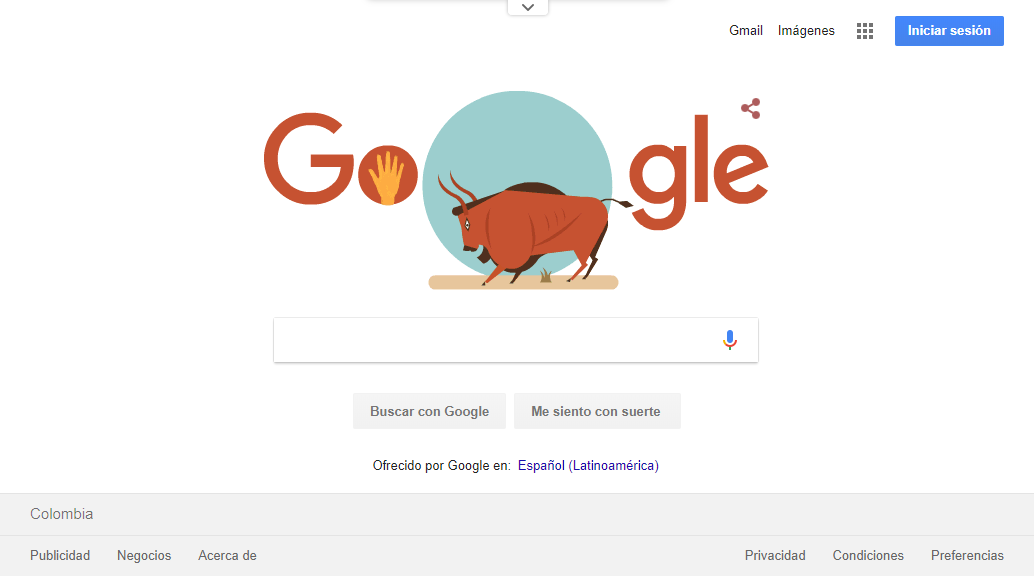 Gmail Imágenes Iniciar sesión
Google
Buscar con Google Me siento con suerte
Ofrecido por Google en: Español (Latinoamérica)
Colombia
Publicidad Negocios Acerca de Privacidad Condiciones Preferencias